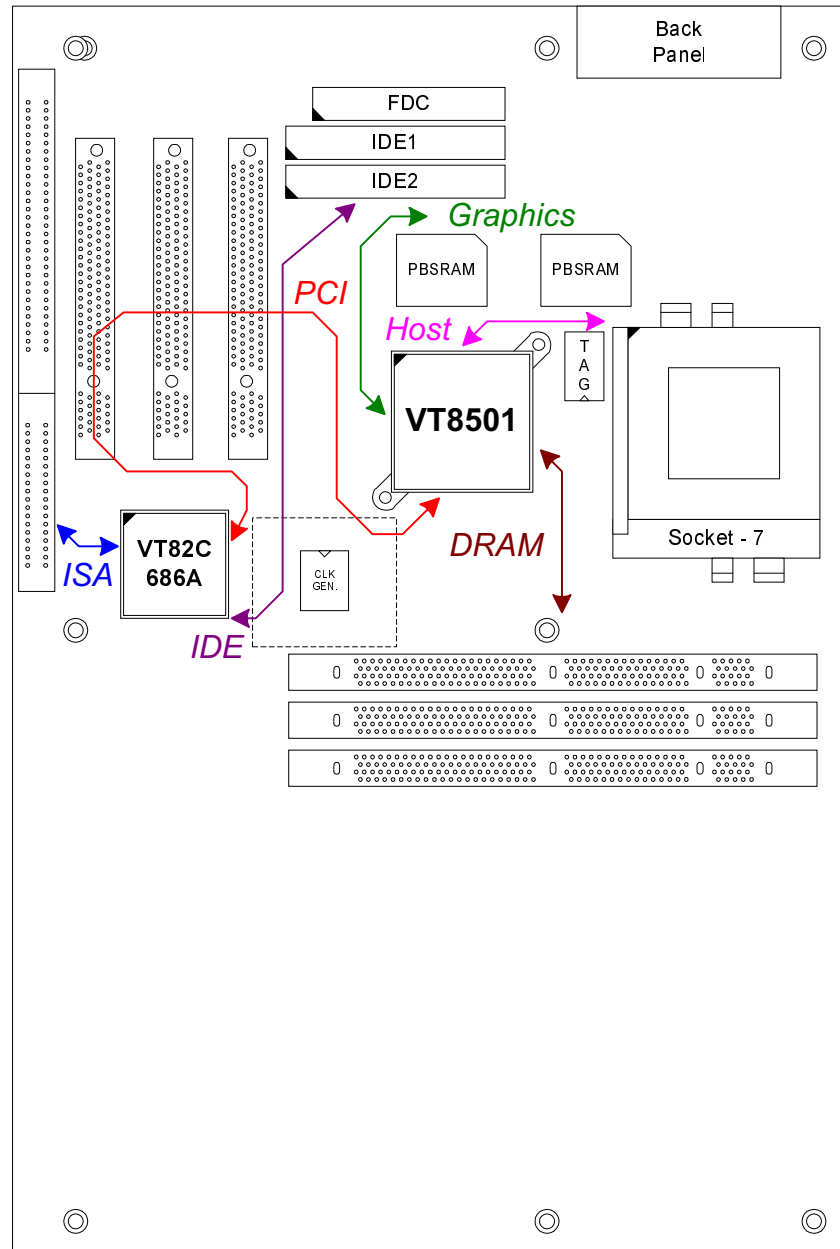 Back
Panel
FDC
IDE1
IDE2
Graphics
PBSRAM
PBSRAM
PCI
Host
T
A
G
VT8501
DRAM
Socket - 7
VT82C
686A
CLK
GEN.
ISA
IDE